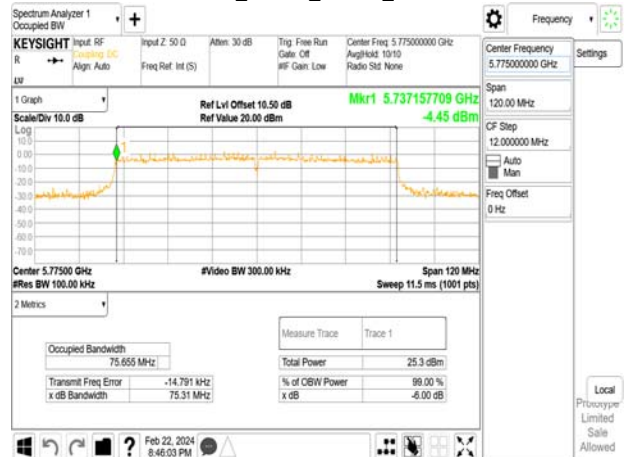 Spectrum Analyzer 1
Occupied BW
Frequency
KEYSIGHT
R
Input: RF
Coupling: DC
Align: Auto
Input Z: 50 Ω
Freq Ref: Int (S)
Atten: 30 dB
Trig: Free Run
Gate: Off
#IF Gain: Low
Center Freq: 5.775000000 GHz
Avg|Hold: 10/10
Radio Std: None
Center Frequency
5.775000000 GHz
Settings
Span
120.00 MHz
CF Step
12.000000 MHz
Auto
Man
Freq Offset
0 Hz
1 Graph
Scale/Div 10.0 dB
Ref Lvl Offset 10.50 dB
Ref Value 20.00 dBm
Mkr1 5.737157709 GHz
-4.45 dBm
Log
10.0
0.00
-10.0
-20.0
-30.0
-40.0
-50.0
-60.0
-70.0
1
Center 5.77500 GHz
#Res BW 100.00 kHz
#Video BW 300.00 kHz
Span 120 MHz
Sweep 11.5 ms (1001 pts)
2 Metrics
Measure Trace Trace 1
Occupied Bandwidth
75.655 MHz
Total Power 25.3 dBm
Transmit Freq Error -14.791 kHz
% of OBW Power 99.00 %
x dB Bandwidth 75.31 MHz
x dB -6.00 dB
Local
Prototype
Limited
Sale
Allowed
Feb 22, 2024
8:46:03 PM